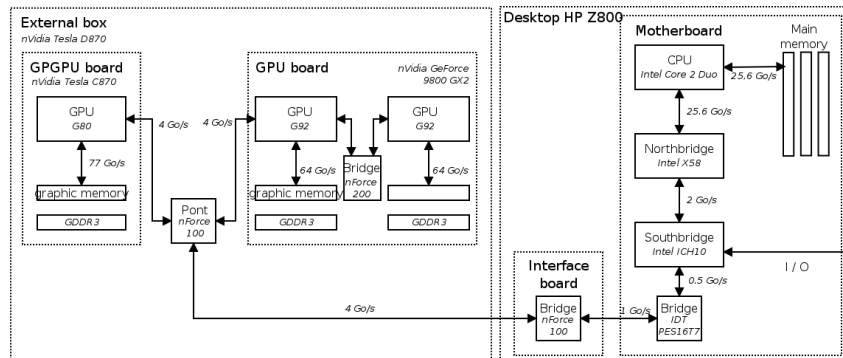 External box
nVidia Tesla D870
GPGPU board
nVidia Tesla C870
GPU
G80
77 Go/s
graphic memory
GDDR3
4 Go/s
4 Go/s
Pont
nForce
100
GPU board
nVidia GeForce
9800 GX2
GPU
G92
64 Go/s
graphic memory
GDDR3
Bridge
nForce
200
GPU
G92
64 Go/s
GDDR3
4 Go/s
Desktop HP Z800
Interface
board
Bridge
nForce
100
1 Go/s
Motherboard
CPU
Intel Core 2 Duo
25,6 Go/s
Main
memory
25.6 Go/s
Northbridge
Intel X58
2 Go/s
Southbridge
Intel ICH10
I / O
0.5 Go/s
Bridge
IDT
PES16T7